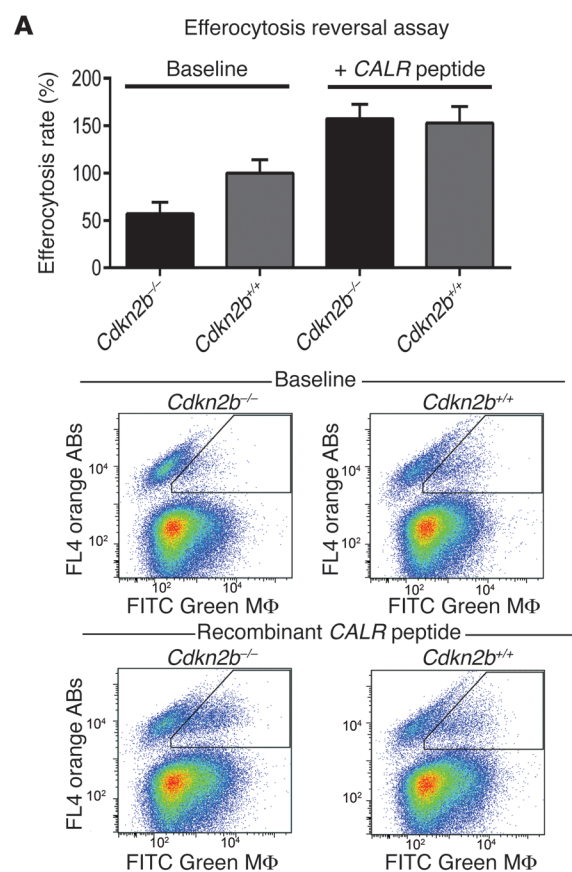 A
Efferocytosis reversal assay
Baseline
+ CALR peptide
Efferocytosis rate (%)
200
150
100
50
0
Cdkn2b–/–
Cdkn2b+/+
Cdkn2b–/–
Cdkn2b+/+
Baseline
Cdkn2b–/–
Cdkn2b+/+
FL4 orange ABs
10⁴
10²
10²
10⁴
FITC Green MΦ
FL4 orange ABs
10⁴
10²
10²
10⁴
FITC Green MΦ
Recombinant CALR peptide
Cdkn2b–/–
Cdkn2b+/+
FL4 orange ABs
10⁴
10²
10²
10⁴
FITC Green MΦ
10⁴
10²
10²
10⁴
FITC Green MΦ